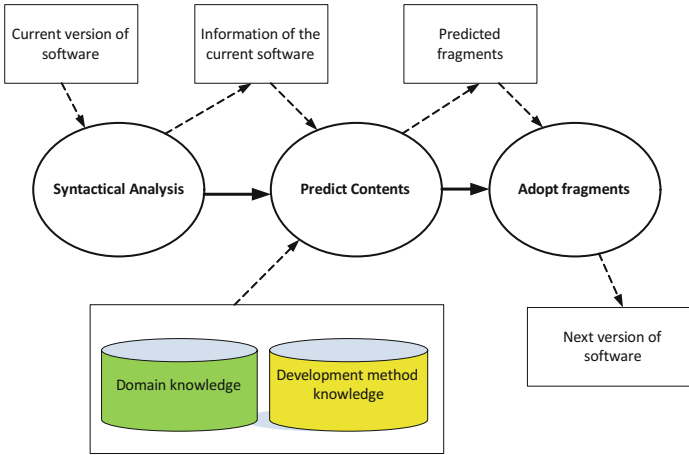 Current version of
software
Information of the
current software
Predicted
fragments
Syntactical Analysis
Predict Contents
Adopt fragments
Domain knowledge
Development method
knowledge
Next version of
software